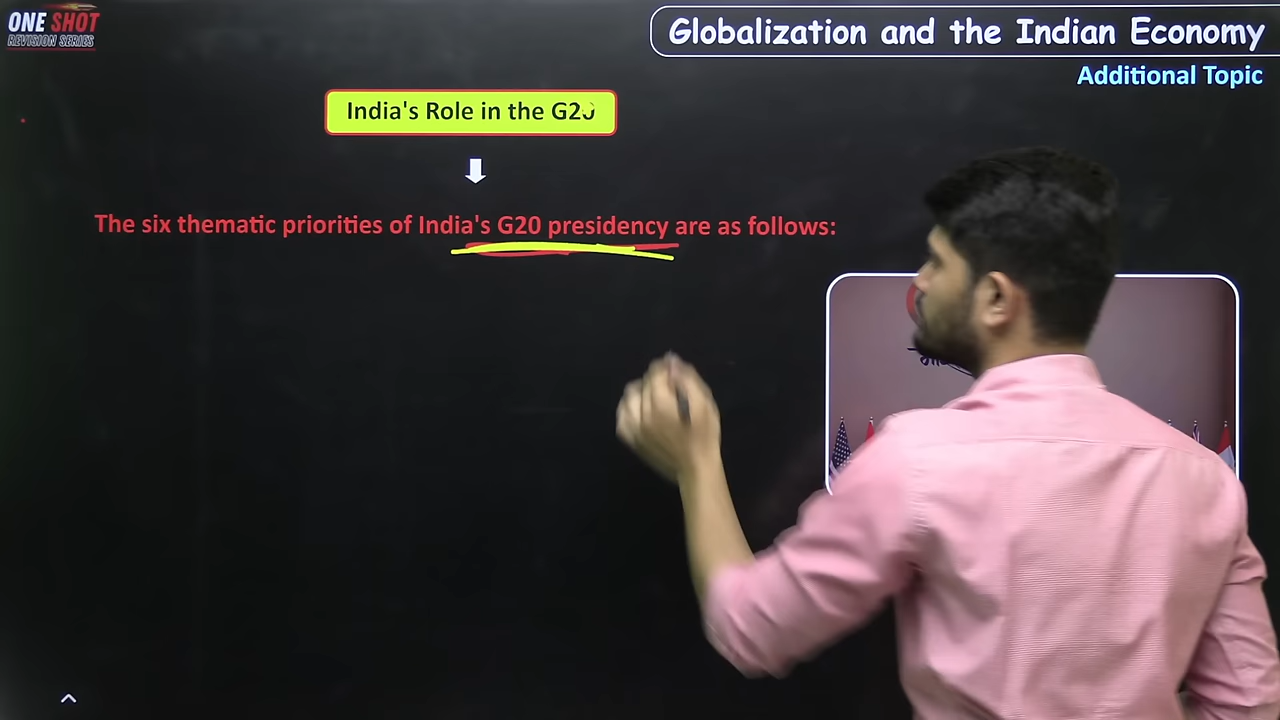 ONE SHOT
REVISION SERIES
Globalization and the Indian Economy
Additional Topic
India's Role in the G20
The six thematic priorities of India's G20 presidency are as follows: